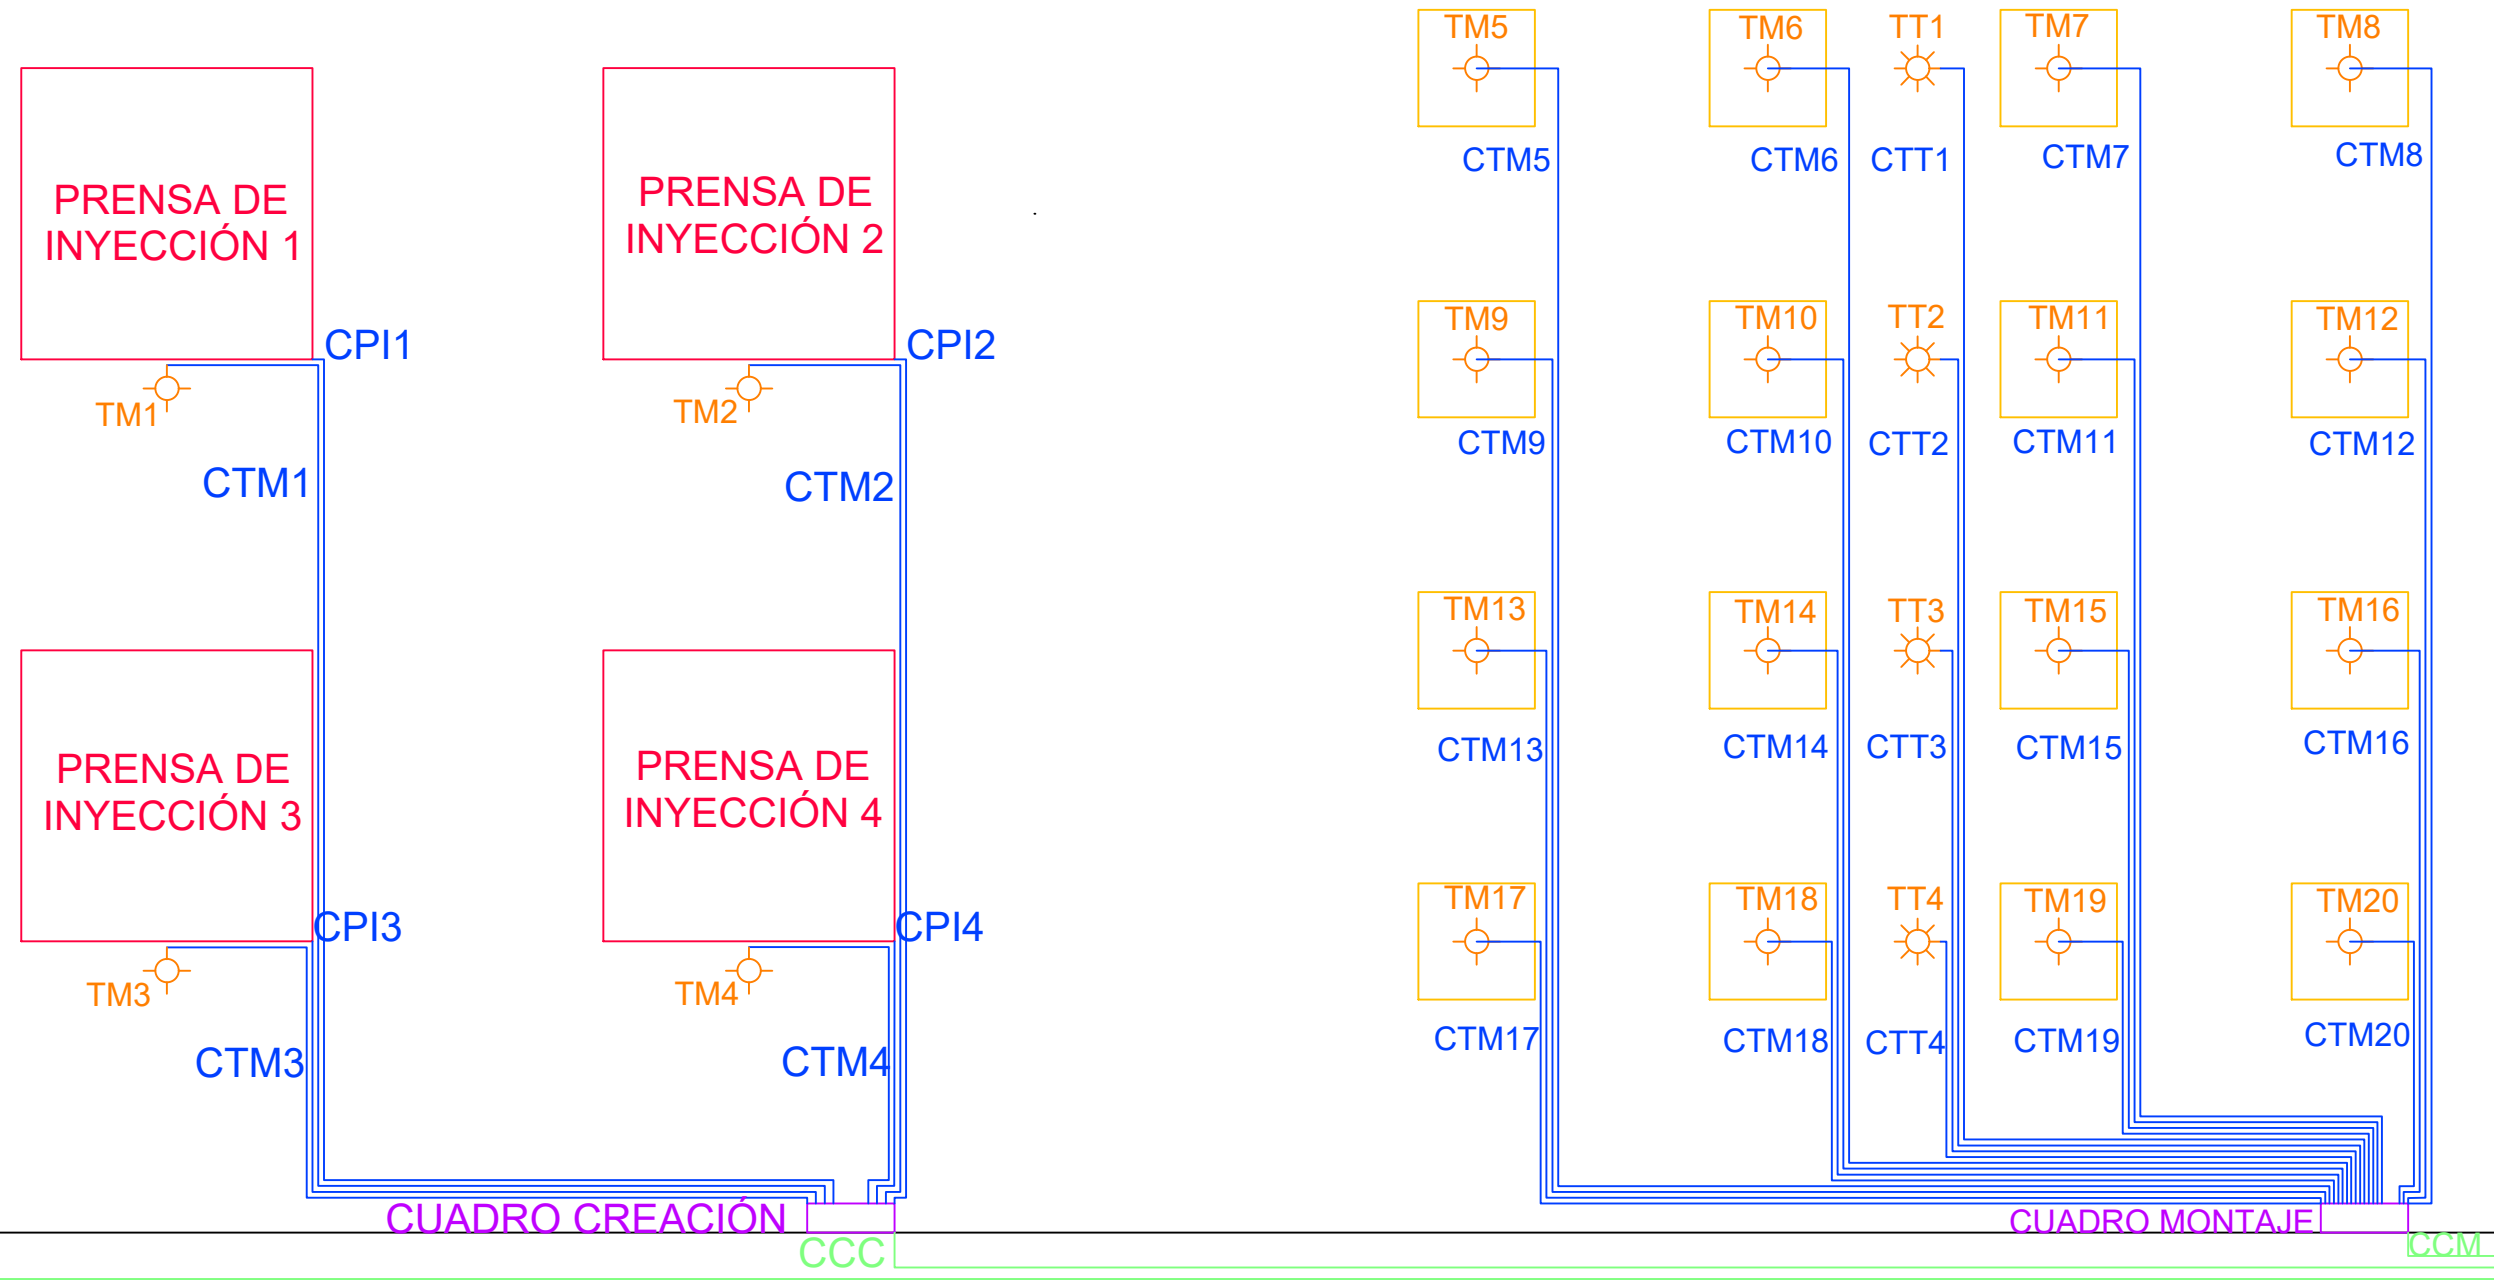 TM5
TM6
TT1
TM7
TM8
PRENSA DE
INYECCIÓN 1
PRENSA DE
INYECCIÓN 2
CTM5
CTM6
CTT1
CTM7
CTM8
CPI1
CPI2
TM9
TM10
TT2
TM11
TM12
TM1
TM2
CTM9
CTM10
CTT2
CTM11
CTM12
CTM1
CTM2
TM13
TM14
TT3
TM15
TM16
PRENSA DE
INYECCIÓN 3
PRENSA DE
INYECCIÓN 4
CTM13
CTM14
CTT3
CTM15
CTM16
CPI3
CPI4
TM17
TM18
TT4
TM19
TM20
TM3
TM4
CTM3
CTM4
CTM17
CTM18
CTT4
CTM19
CTM20
CUADRO CREACIÓN
CUADRO MONTAJE
CCC
CCM